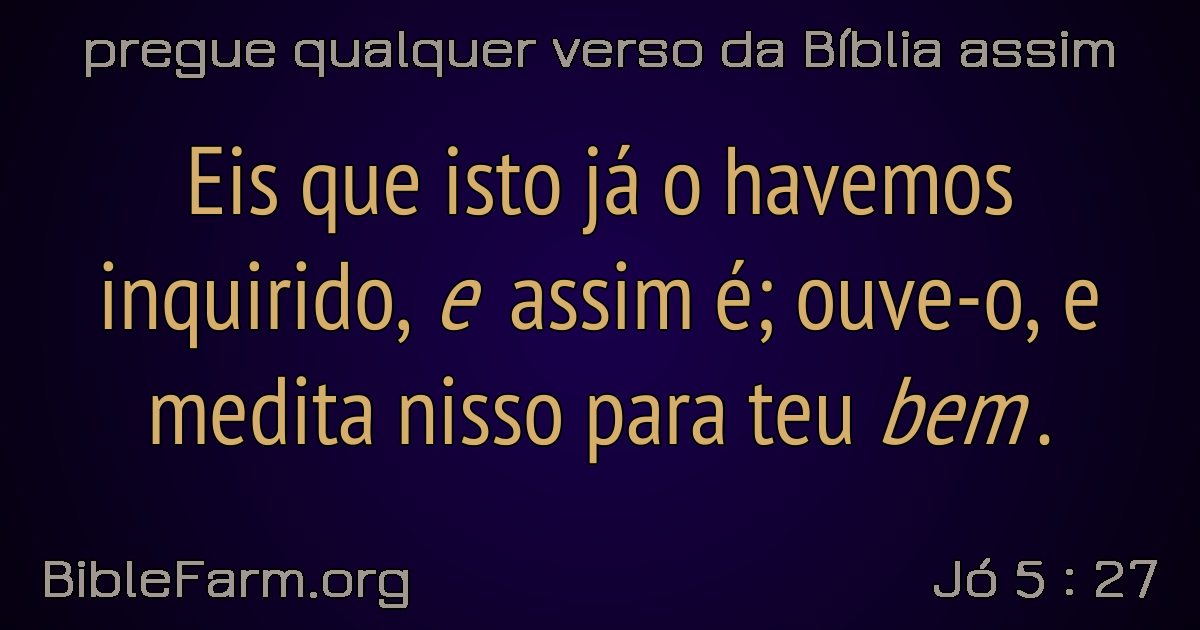 pregue qualquer verso da Bíblia assim
Eis que isto já o havemos
inquirido, e assim é; ouve-o, e
medita nisso para teu bem.
BibleFarm.org
Jó 5 : 27